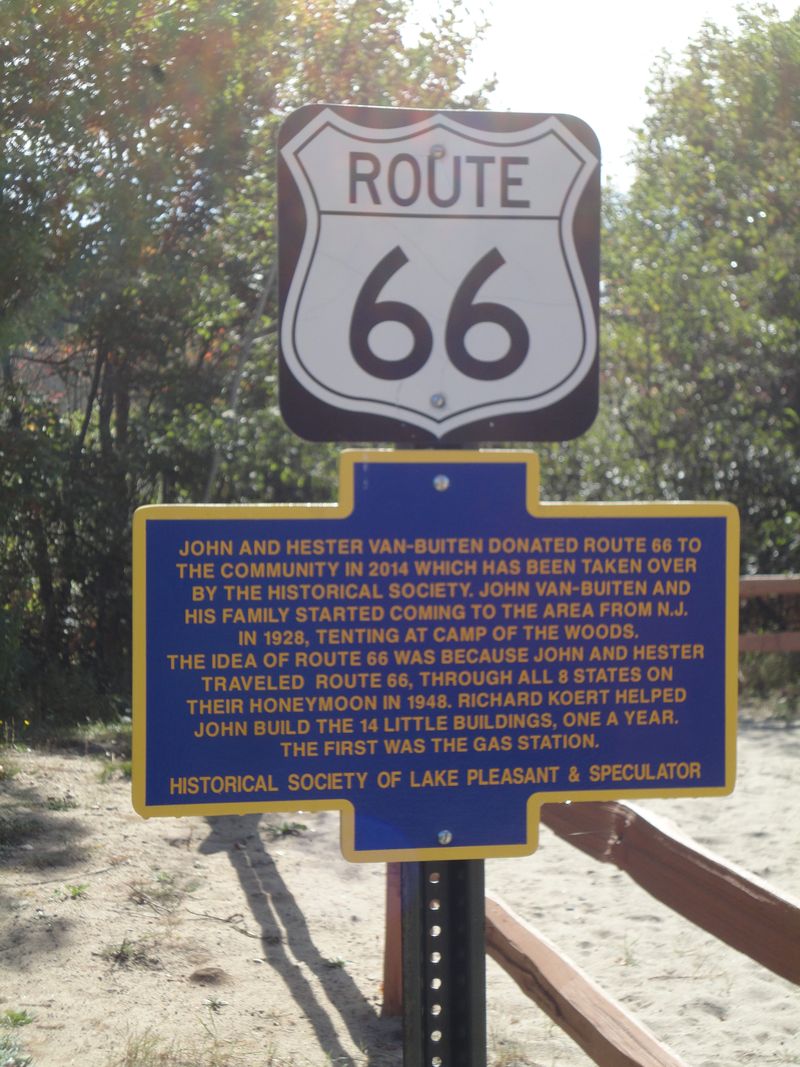 ROUTE
66
JOHN AND HESTER VAN-BUITEN DONATED ROUTE 66 TO
THE COMMUNITY IN 2014 WHICH HAS BEEN TAKEN OVER
BY THE HISTORICAL SOCIETY. JOHN VAN-BUITEN AND
HIS FAMILY STARTED COMING TO THE AREA FROM N.J.
IN 1928, TENTING AT CAMP OF THE WOODS.
THE IDEA OF ROUTE 66 WAS BECAUSE JOHN AND HESTER
TRAVELED ROUTE 66, THROUGH ALL 8 STATES ON
THEIR HONEYMOON IN 1948. RICHARD KOERT HELPED
JOHN BUILD THE 14 LITTLE BUILDINGS, ONE A YEAR.
THE FIRST WAS THE GAS STATION.
HISTORICAL SOCIETY OF LAKE PLEASANT & SPECULATOR